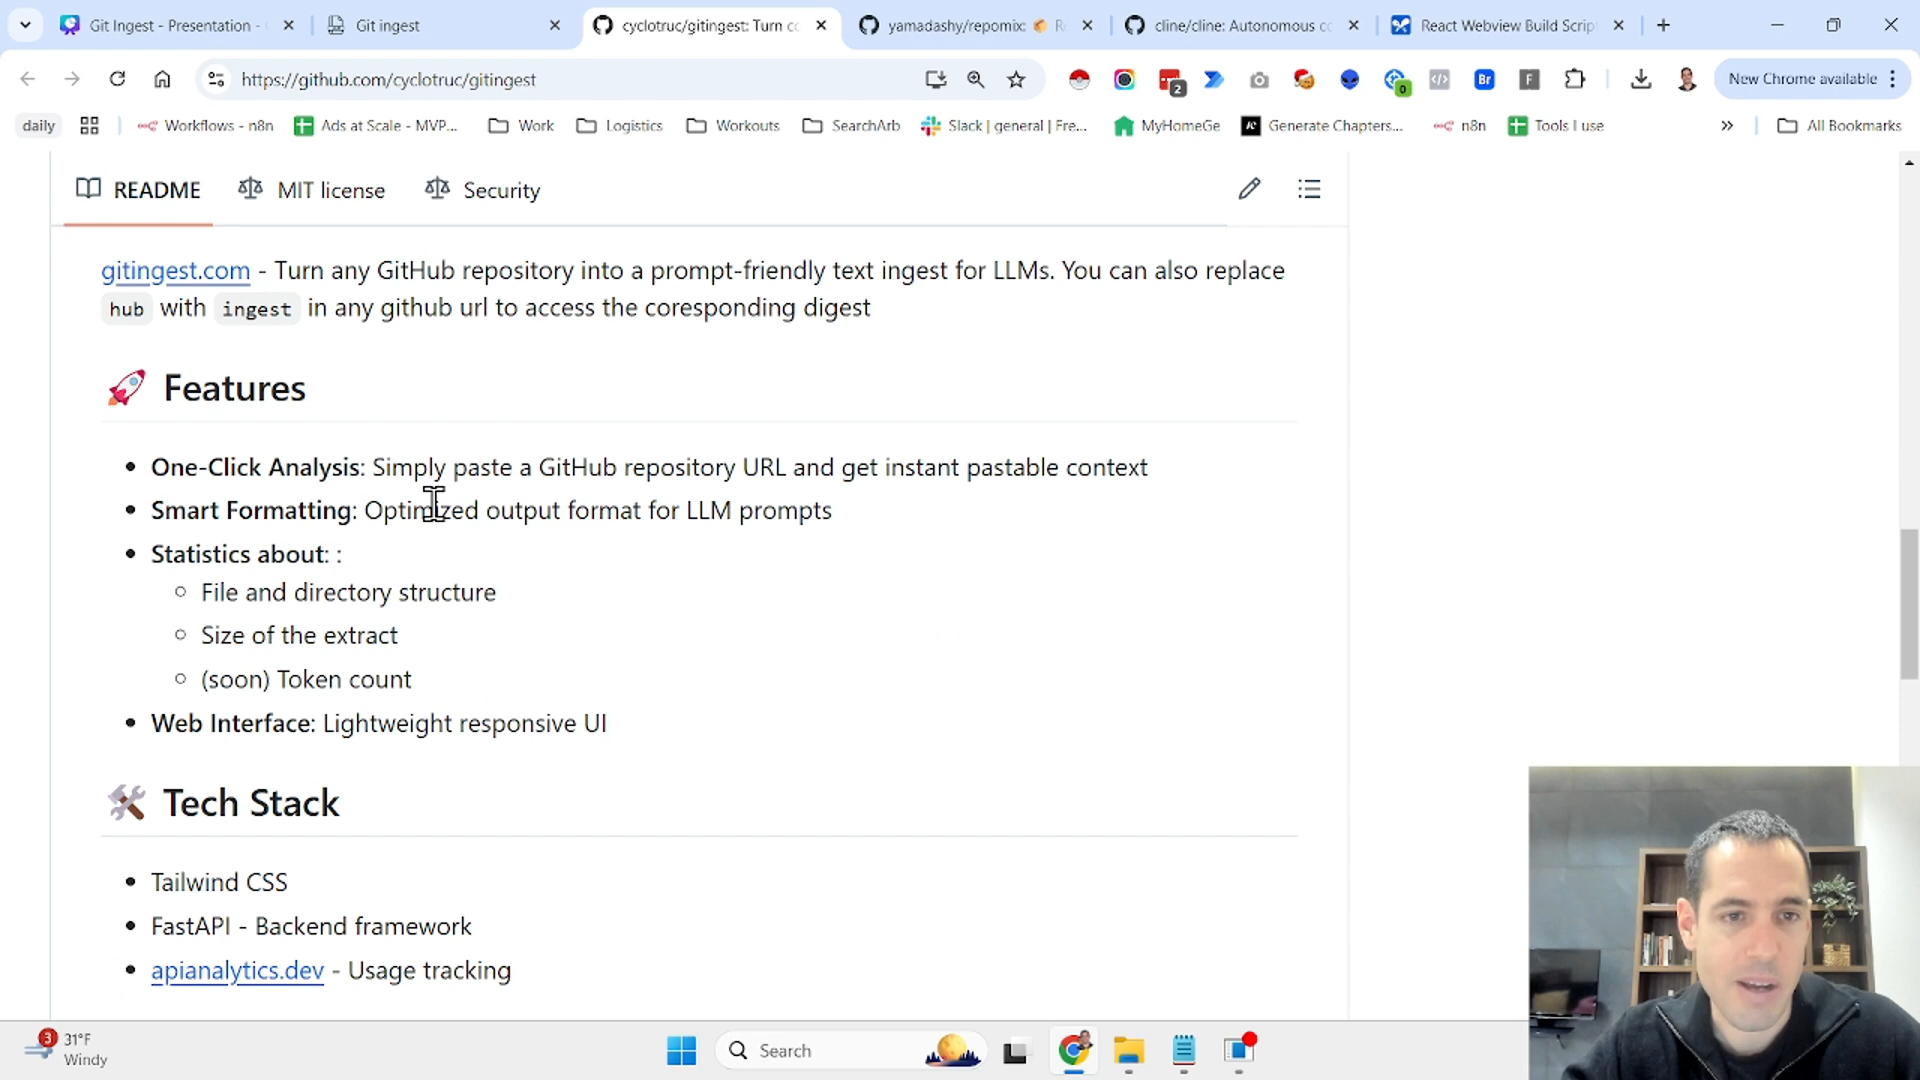 Git Ingest - Presentation -
Git ingest
cyclotruc/gitingest: Turn co
yamadashy/repomix: R
cline/cline: Autonomous co
React Webview Build Scrip
https://github.com/cyclotruc/gitingest
2
0
Br
F
New Chrome available
daily
Workflows - n8n
Ads at Scale - MVP...
Work
Logistics
Workouts
SearchArb
Slack | general | Fre...
MyHomeGe
Generate Chapters...
n8n
Tools I use
All Bookmarks
README
MIT license
Security
gitingest.com - Turn any GitHub repository into a prompt-friendly text ingest for LLMs. You can also replace
hub with ingest in any github url to access the coresponding digest
Features
One-Click Analysis: Simply paste a GitHub repository URL and get instant pastable context
Smart Formatting: Optimized output format for LLM prompts
Statistics about: :
File and directory structure
Size of the extract
(soon) Token count
Web Interface: Lightweight responsive UI
Tech Stack
Tailwind CSS
FastAPI - Backend framework
apianalytics.dev - Usage tracking
3
31°F
Windy
Search